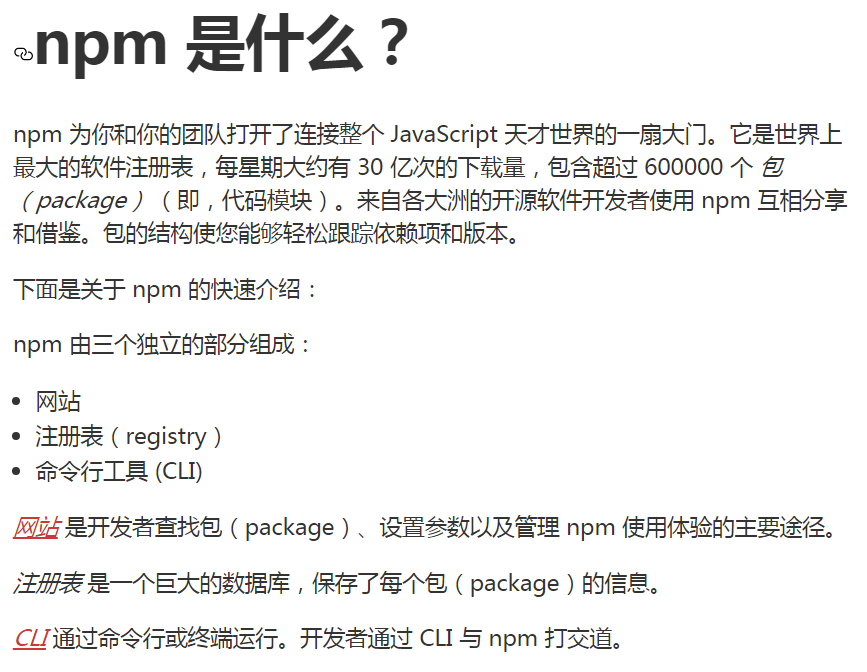 npm 是什么？
npm 为你和你的团队打开了连接整个 JavaScript 天才世界的一扇大门。它是世界上
最大的软件注册表，每星期大约有 30 亿次的下载量，包含超过 600000 个 包
（package）（即，代码模块）。来自各大洲的开源软件开发者使用 npm 互相分享
和借鉴。包的结构使您能够轻松跟踪依赖项和版本。
下面是关于 npm 的快速介绍：
npm 由三个独立的部分组成：
网站
注册表（registry）
命令行工具 (CLI)
网站 是开发者查找包（package）、设置参数以及管理 npm 使用体验的主要途径。
注册表 是一个巨大的数据库，保存了每个包（package）的信息。
CLI 通过命令行或终端运行。开发者通过 CLI 与 npm 打交道。